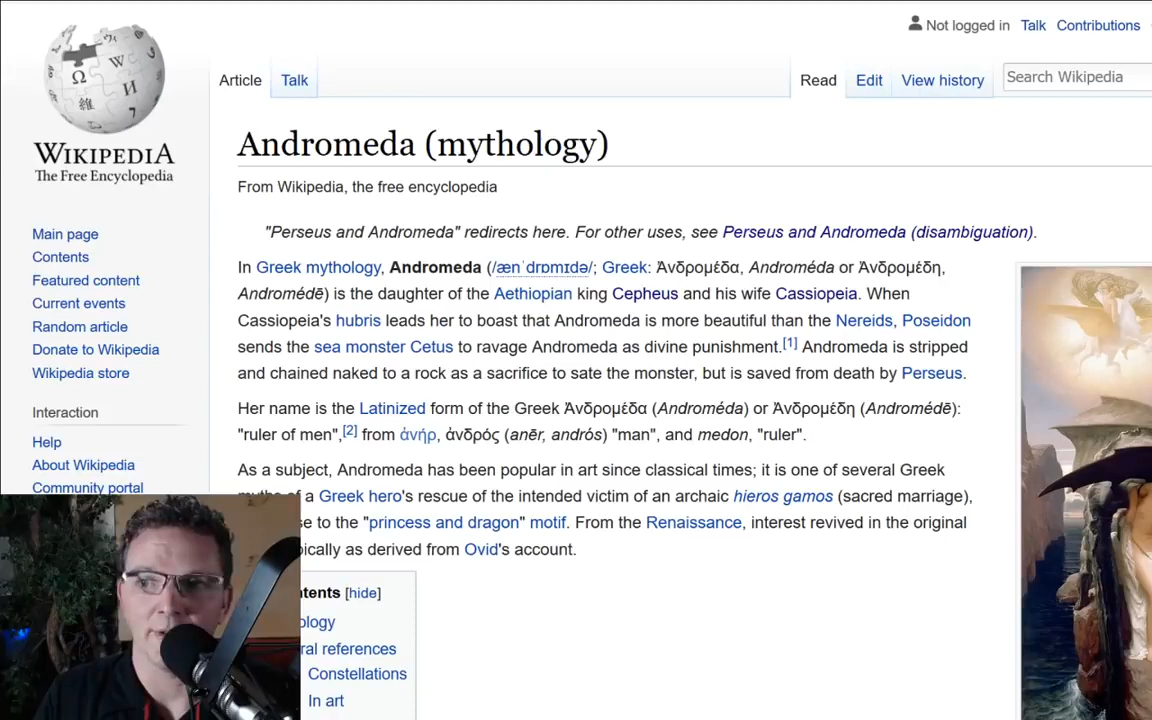 Not logged in Talk Contributions
Article Talk Read Edit View history Search Wikipedia
WIKIPEDIA
The Free Encyclopedia
Main page
Contents
Featured content
Current events
Random article
Donate to Wikipedia
Wikipedia store
Interaction
Help
About Wikipedia
Community portal
Andromeda (mythology)
From Wikipedia, the free encyclopedia
"Perseus and Andromeda" redirects here. For other uses, see Perseus and Andromeda (disambiguation).
In Greek mythology, Andromeda (/ænˈdrɒmɪdə/; Greek: Ἀνδρομέδα, Androméda or Ἀνδρομέδη,
Andromédē) is the daughter of the Aethiopian king Cepheus and his wife Cassiopeia. When
Cassiopeia's hubris leads her to boast that Andromeda is more beautiful than the Nereids, Poseidon
sends the sea monster Cetus to ravage Andromeda as divine punishment.[1] Andromeda is stripped
and chained naked to a rock as a sacrifice to sate the monster, but is saved from death by Perseus.
Her name is the Latinized form of the Greek Ἀνδρομέδα (Androméda) or Ἀνδρομέδη (Andromédē):
"ruler of men",[2] from ἀνήρ, ἀνδρός (anēr, andrós) "man", and medon, "ruler".
As a subject, Andromeda has been popular in art since classical times; it is one of several Greek
of a Greek hero's rescue of the intended victim of an archaic hieros gamos (sacred marriage),
to the "princess and dragon" motif. From the Renaissance, interest revived in the original
as derived from Ovid's account.
[hide]
references
Constellations
In art